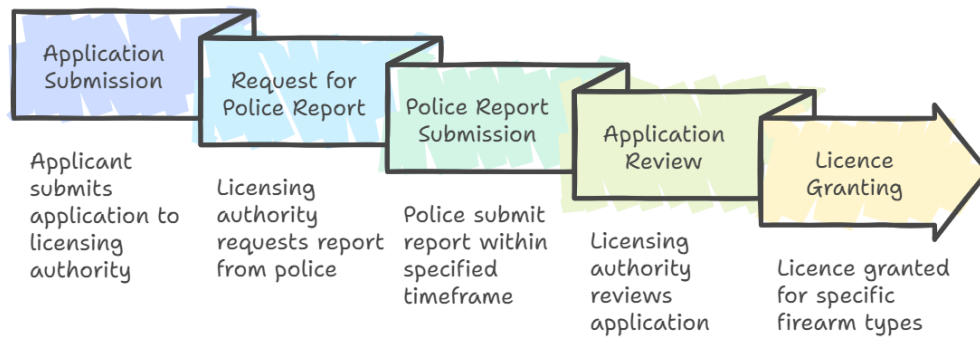 Application
Submission
Applicant
submits
application to
licensing
authority
Request for
Police Report
Licensing
authority
requests report
from police
Police Report
Submission
Police submit
report within
specified
timeframe
Application
Review
Licensing
authority
reviews
application
Licence
Granting
Licence granted
for specific
firearm types